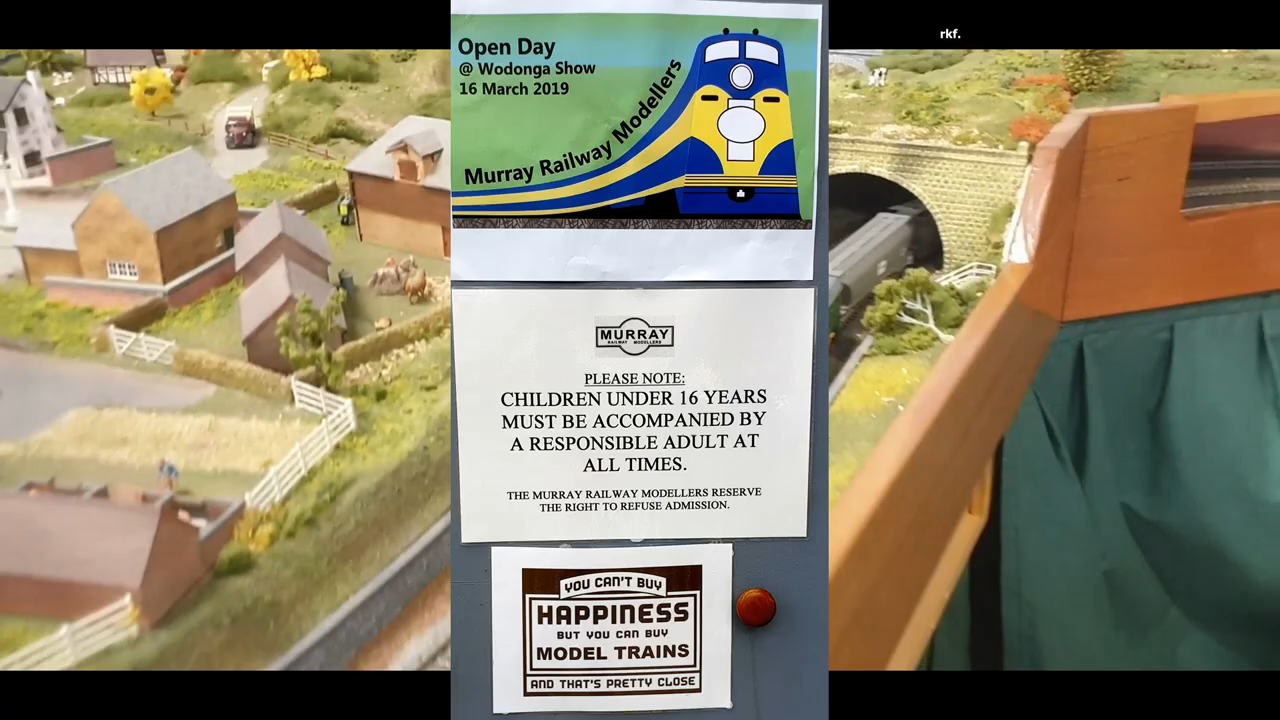 rkf.
Open Day
@ Wodonga Show
16 March 2019
Murray Railway Modellers
MURRAY
RAILWAY MODELLERS
PLEASE NOTE:
CHILDREN UNDER 16 YEARS
MUST BE ACCOMPANIED BY
A RESPONSIBLE ADULT AT
ALL TIMES.
THE MURRAY RAILWAY MODELLERS RESERVE
THE RIGHT TO REFUSE ADMISSION.
YOU CAN'T BUY
HAPPINESS
BUT YOU CAN BUY
MODEL TRAINS
AND THAT'S PRETTY CLOSE